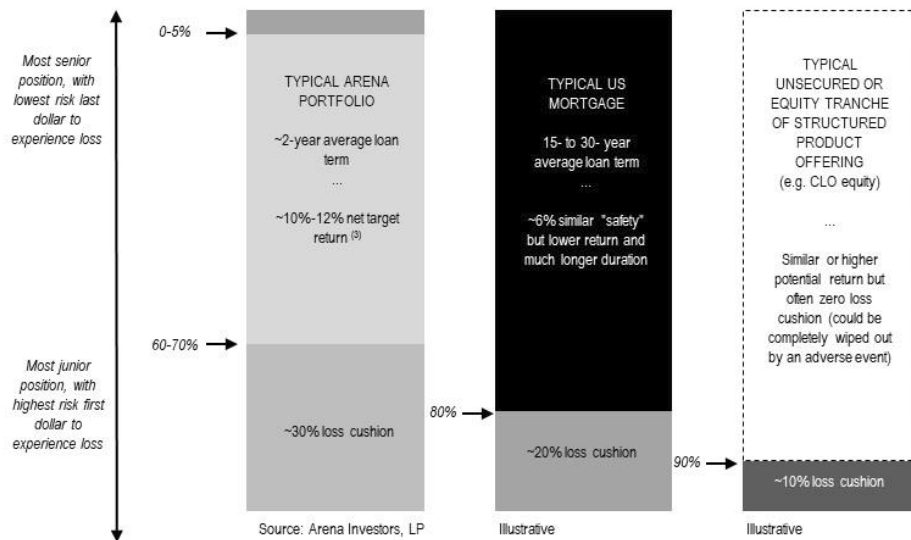 0-5%
Most senior
position, with
lowest risk last
dollar to
experience loss
TYPICAL ARENA
PORTFOLIO
~2-year average loan
term
...
~10%-12% net target
return (3)
60-70%
Most junior
position, with
highest risk first
dollar to
experience loss
~30% loss cushion
Source: Arena Investors, LP
TYPICAL US
MORTGAGE
15- to 30- year
average loan term
...
~6% similar "safety"
but lower return and
much longer duration
80%
~20% loss cushion
Illustrative
TYPICAL
UNSECURED OR
EQUITY TRANCHE
OF STRUCTURED
PRODUCT
OFFERING
(e.g. CLO equity)
...
Similar or higher
potential return but
often zero loss
cushion (could be
completely wiped out
by an adverse event)
90%
~10% loss cushion
Illustrative